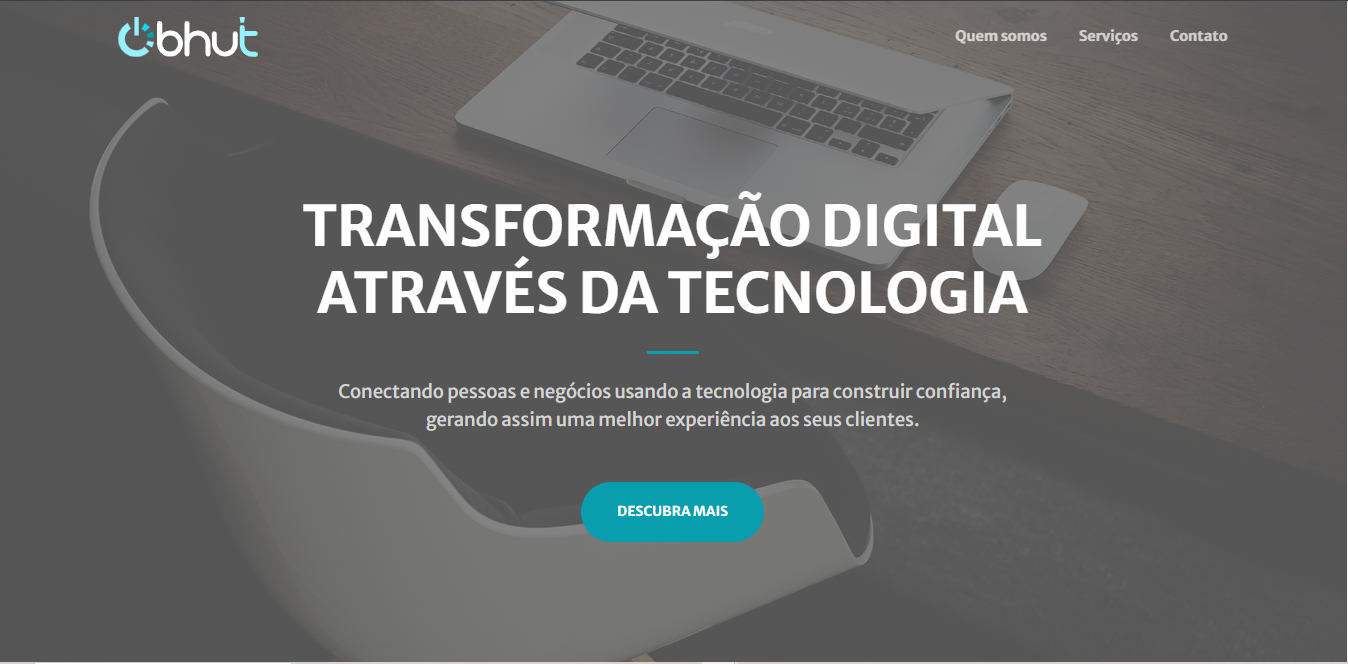 bhut
Quem somos
Serviços
Contato
TRANSFORMAÇÃO DIGITAL
ATRAVÉS DA TECNOLOGIA
Conectando pessoas e negócios usando a tecnologia para construir confiança,
gerando assim uma melhor experiência aos seus clientes.
DESCUBRA MAIS